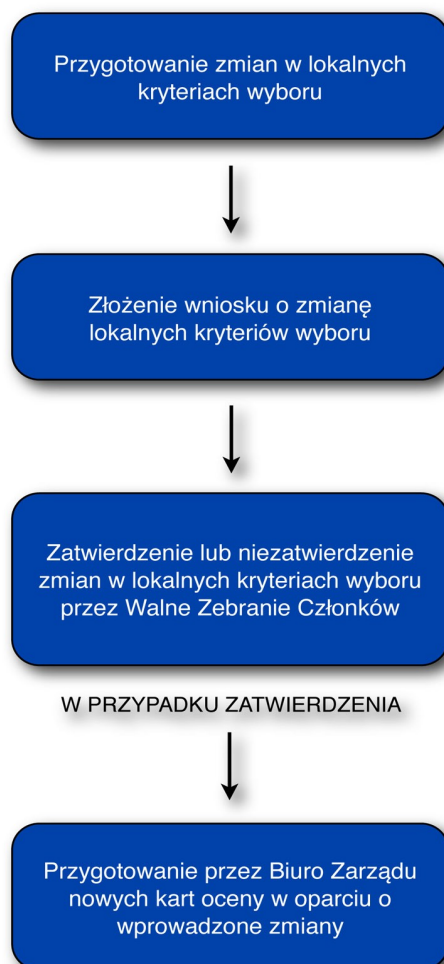 Przygotowanie zmian w lokalnych
kryteriach wyboru
Złożenie wniosku o zmianę
lokalnych kryteriów wyboru
Zatwierdzenie lub niezatwierdzenie
zmian w lokalnych kryteriach wyboru
przez Walne Zebranie Członków
W PRZYPADKU ZATWIERDZENIA
Przygotowanie przez Biuro Zarządu
nowych kart oceny w oparciu o
wprowadzone zmiany